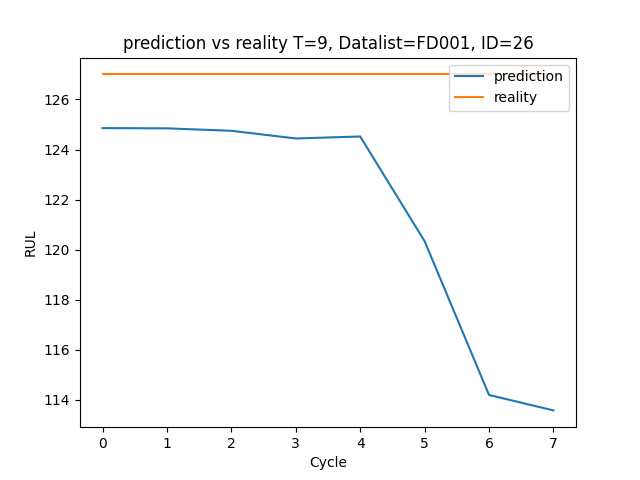 prediction vs reality T=9, Datalist=FD001, ID=26
prediction
reality
126
124
122
120
118
116
114
RUL
0 1 2 3 4 5 6 7
Cycle